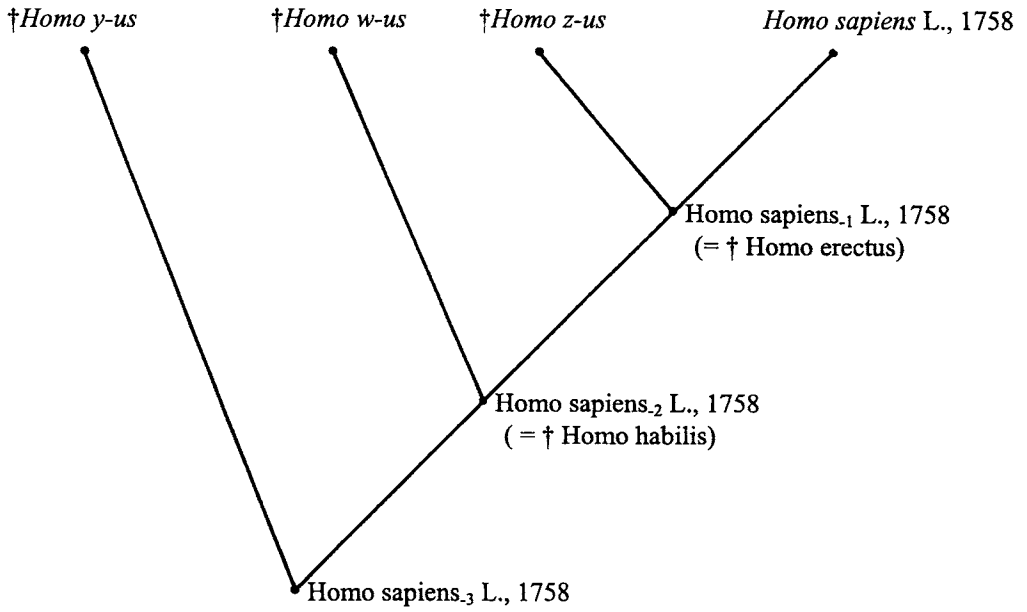 †Homo y-us
†Homo w-us
†Homo z-us
Homo sapiens L., 1758
Homo sapiens₋₁ L., 1758
(= † Homo erectus)
Homo sapiens₋₂ L., 1758
( = † Homo habilis)
Homo sapiens₋₃ L., 1758